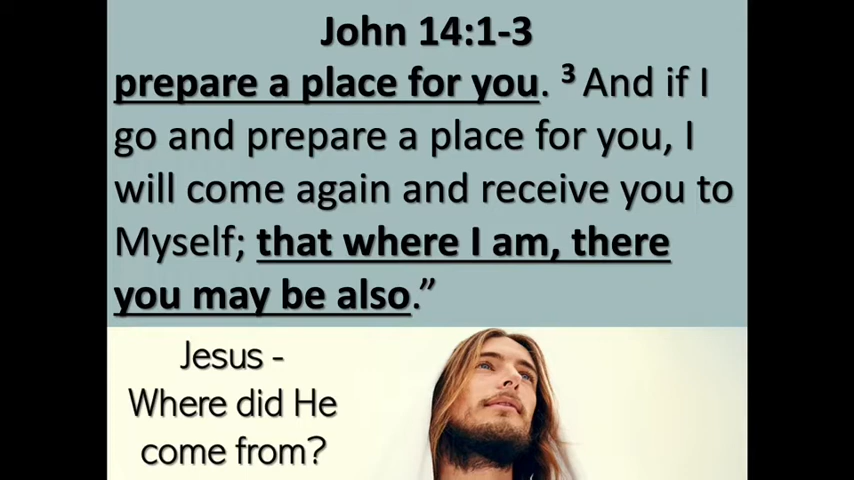 John 14:1-3
prepare a place for you. ³ And if I
go and prepare a place for you, I
will come again and receive you to
Myself; that where I am, there
you may be also.”
Jesus -
Where did He
come from?